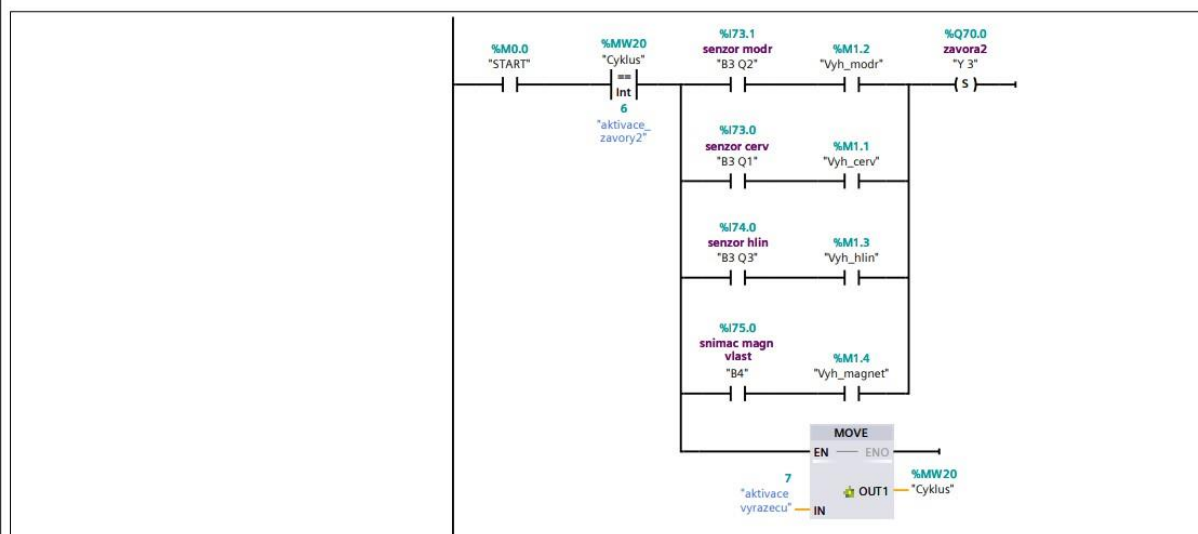 %M0.0
"START"
%MW20
"Cyklus"
==
Int
6
"aktivace_
zavory2"
%I73.1
senzor modr
"B3 Q2"
%M1.2
"Vyh_modr"
%Q70.0
zavora2
"Y 3"
S
%I73.0
senzor cerv
"B3 Q1"
%M1.1
"Vyh_cerv"
%I74.0
senzor hlin
"B3 Q3"
%M1.3
"Vyh_hlin"
%I75.0
snimac magn
vlast
"B4"
%M1.4
"Vyh_magnet"
MOVE
EN ENO
7
"aktivace
vyrazecu"
IN
OUT1
%MW20
"Cyklus"